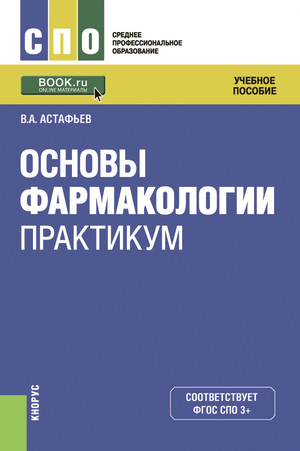 СПО
СРЕДНЕЕ
ПРОФЕССИОНАЛЬНОЕ
ОБРАЗОВАНИЕ
BOOK.ru
ONLINE МАТЕРИАЛЫ
УЧЕБНОЕ
ПОСОБИЕ
В.А. АСТАФЬЕВ
ОСНОВЫ
ФАРМАКОЛОГИИ
ПРАКТИКУМ
СООТВЕТСТВУЕТ
ФГОС СПО 3+
КНОРУС